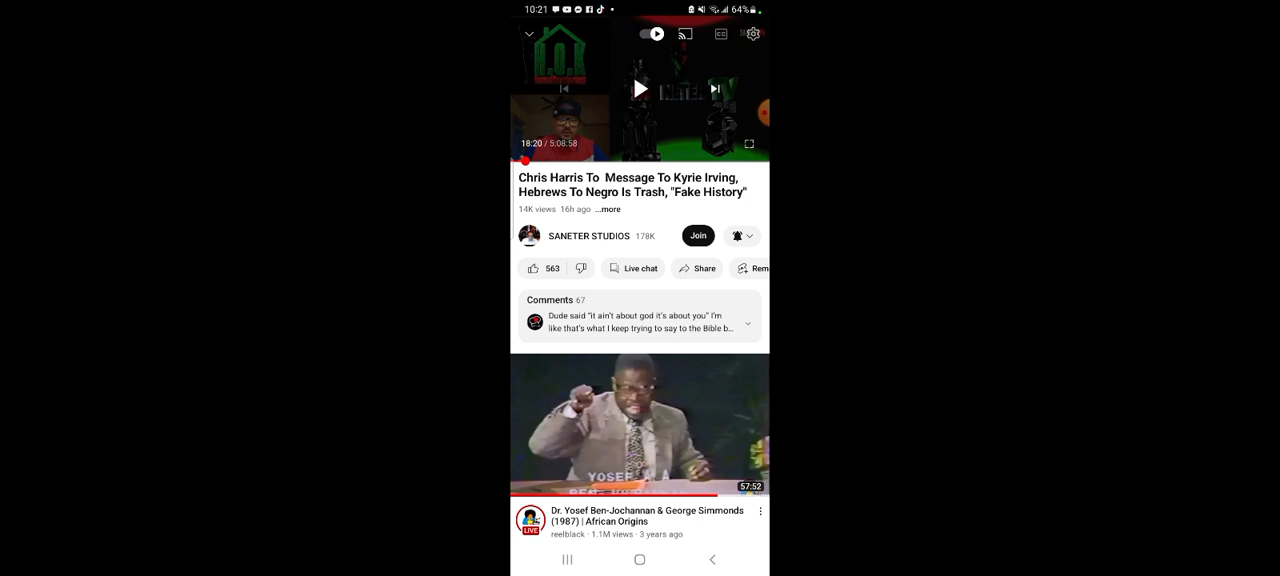 10:21
64%
H.O.K
TV
18:20 / 5:08:58
Chris Harris To Message To Kyrie Irving,
Hebrews To Negro Is Trash, "Fake History"
14K views 16h ago ...more
SANETER STUDIOS 178K
Join
563
Live chat
Share
Rem
Comments 67
Dude said “it ain't about god it's about you” I'm
like that's what I keep trying to say to the Bible b...
YOSEF
57:52
LIVE
Dr. Yosef Ben-Jochannan & George Simmonds
(1987) | African Origins
reelblack · 1.1M views · 3 years ago